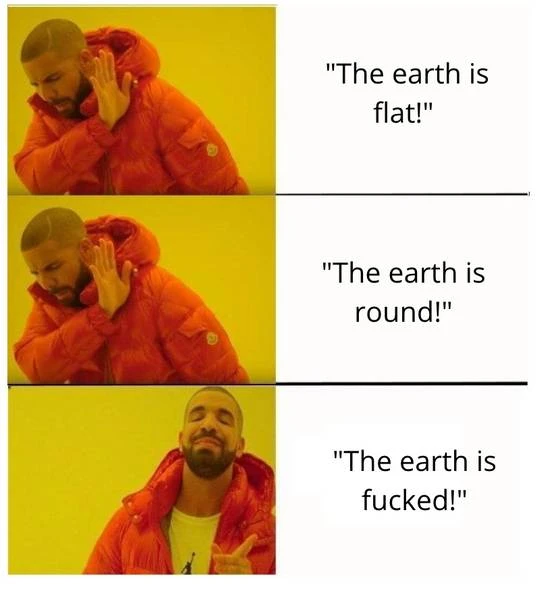 "The earth is
flat!"
"The earth is
round!"
"The earth is
fucked!"